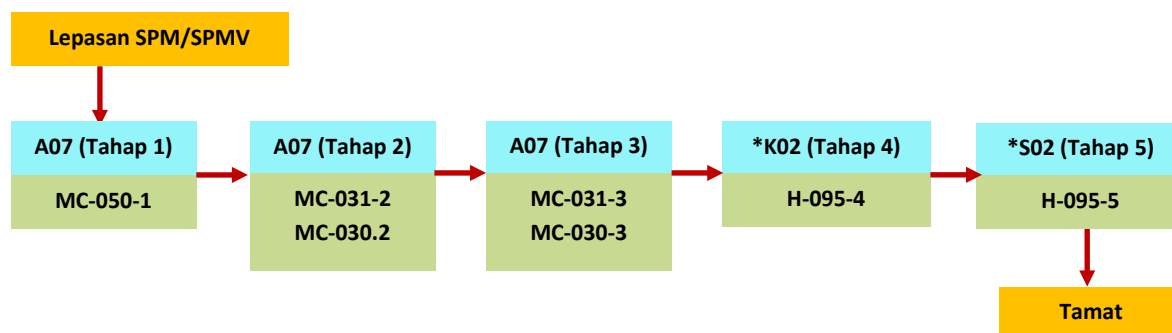 Lepasan SPM/SPMV
A07 (Tahap 1)
MC-050-1
A07 (Tahap 2)
MC-031-2
MC-030.2
A07 (Tahap 3)
MC-031-3
MC-030-3
*K02 (Tahap 4)
H-095-4
*S02 (Tahap 5)
H-095-5
Tamat